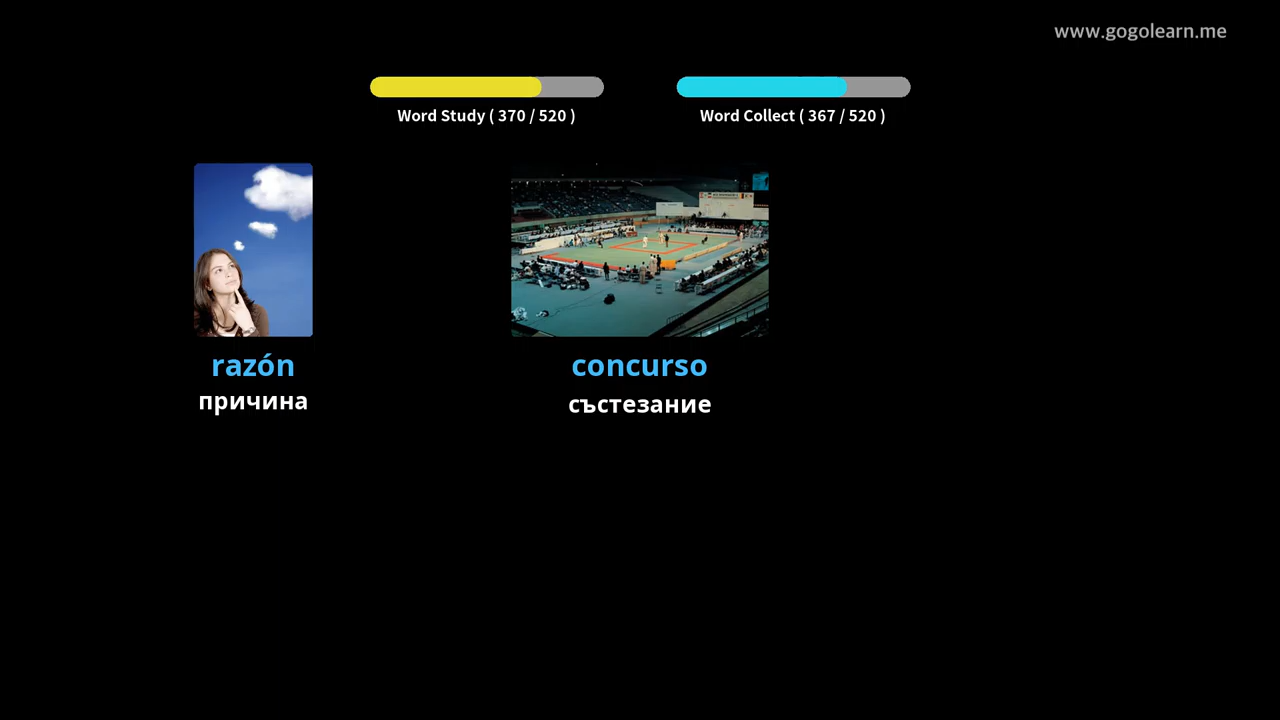 www.gogolearn.me
Word Study ( 370 / 520 )
Word Collect ( 367 / 520 )
razón
причина
concurso
състезание